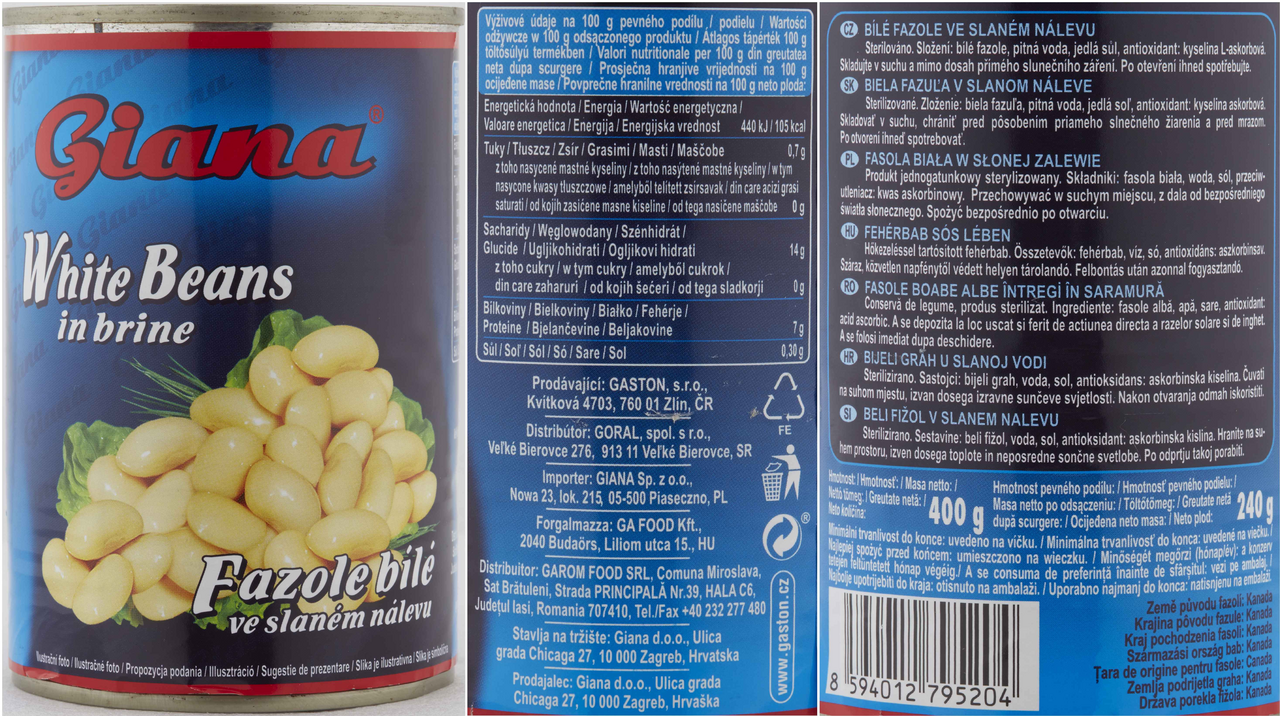 Giana®
White Beans
in brine
Fazole bílé
ve slaném nálevu
Ilustrační foto / Ilustračné foto / Propozycja podania / Illusztráció / Sugestie de prezentare / Slika je ilustrativna / Slika je simbolična
Výživové údaje na 100 g pevného podílu / podielu / Wartości
odżywcze w 100 g odsączonego produktu / Átlagos tápérték 100 g
töltősúlyú termékben / Valori nutritionale per 100 g din greutatea
neta dupa scurgere / Prosječna hranjive vrijednosti na 100 g
ocijeđene mase / Povprečne hranilne vrednosti na 100 g neto ploda:
Energetická hodnota / Energia / Wartość energetyczna /
Valoare energetica / Energija / Energijska vrednost 440 kJ / 105 kcal
Tuky / Tłuszcz / Zsír / Grasimi / Masti / Maščobe 0,7 g
z toho nasycené mastné kyseliny / z toho nasýtené mastné kyseliny / w tym
nasycone kwasy tłuszczowe / amelyből telített zsírsavak / din care acizi grasi
saturati / od kojih zasićene masne kiseline / od tega nasičene maščobe 0 g
Sacharidy / Węglowodany / Szénhidrát /
Glucide / Ugljikohidrati / Ogljikovi hidrati 14 g
z toho cukry / w tym cukry / amelyből cukrok /
din care zaharuri / od kojih šećeri / od tega sladkorji 0 g
Bílkoviny / Bielkoviny / Białko / Fehérje /
Proteine / Bjelančevine / Beljakovine 7 g
Sůl / Soľ / Sól / Só / Sare / Sol 0,30 g
Prodávající: GASTON, s.r.o.,
Kvítková 4703, 760 01 Zlín, ČR
Distribútor: GORAL, spol. s r.o.,
Veľké Bierovce 276, 913 11 Veľké Bierovce, SR
Importer: GIANA Sp. z o.o.,
Nowa 23, lok. 215, 05-500 Piaseczno, PL
Forgalmazza: GA FOOD Kft.,
2040 Budaörs, Liliom utca 15., HU
Distribuitor: GAROM FOOD SRL, Comuna Miroslava,
Sat Brătuleni, Strada PRINCIPALĂ Nr.39, HALA C6,
Județul Iasi, Romania 707410, Tel./Fax +40 232 277 480
Stavlja na tržište: Giana d.o.o., Ulica
grada Chicaga 27, 10 000 Zagreb, Hrvatska
Prodajalec: Giana d.o.o., Ulica grada
Chicaga 27, 10 000 Zagreb, Hrvaška
FE
®
www.gaston.cz
CZ BÍLÉ FAZOLE VE SLANÉM NÁLEVU
Sterilováno. Složení: bílé fazole, pitná voda, jedlá sůl, antioxidant: kyselina L-askorbová.
Skladujte v suchu a mimo dosah přímého slunečního záření. Po otevření ihned spotřebujte.
SK BIELA FAZUĽA V SLANOM NÁLEVE
Sterilizované. Zloženie: biela fazuľa, pitná voda, jedlá soľ, antioxidant: kyselina askorbová.
Skladovať v suchu, chrániť pred pôsobením priameho slnečného žiarenia a pred mrazom.
Po otvorení ihneď spotrebovať.
PL FASOLA BIAŁA W SŁONEJ ZALEWIE
Produkt jednogatunkowy sterylizowany. Składniki: fasola biała, woda, sól, przeciw-
utleniacz: kwas askorbinowy. Przechowywać w suchym miejscu, z dala od bezpośredniego
światła słonecznego. Spożyć bezpośrednio po otwarciu.
HU FEHÉRBAB SÓS LÉBEN
Hőkezeléssel tartósított fehérbab. Összetevők: fehérbab, víz, só, antioxidáns: aszkorbinsav.
Száraz, közvetlen napfénytől védett helyen tárolandó. Felbontás után azonnal fogyasztandó.
RO FASOLE BOABE ALBE ÎNTREGI ÎN SARAMURĂ
Conservă de legume, produs sterilizat. Ingrediente: fasole albă, apă, sare, antioxidant:
acid ascorbic. A se depozita la loc uscat si ferit de actiunea directa a razelor solare si de inghet.
A se folosi imediat dupa deschidere.
HR BIJELI GRAH U SLANOJ VODI
Sterilizirano. Sastojci: bijeli grah, voda, sol, antioksidans: askorbinska kiselina. Čuvati
na suhom mjestu, izvan dosega izravne sunčeve svjetlosti. Nakon otvaranja odmah iskoristiti.
SI BELI FIŽOL V SLANEM NALEVU
Sterilizirano. Sestavine: beli fižol, voda, sol, antioksidant: askorbinska kislina. Hranite na su-
hem prostoru, izven dosega toplote in neposredne sončne svetlobe. Po odprtju takoj porabiti.
Hmotnost: / Hmotnosť: / Masa netto: /
Nettó tömeg: / Greutate netă: /
Neto količina: 400 g
Hmotnost pevného podílu: / Hmotnosť pevného podielu: /
Masa netto po odsączeniu: / Töltőtömeg: / Greutate netă
după scurgere: / Ocijeđena neto masa: / Neto plod: 240 g
Minimální trvanlivost do konce: uvedeno na víčku. / Minimálna trvanlivosť do konca: uvedené na viečku. /
Najlepiej spożyć przed końcem: umieszczono na wieczku. / Minőségét megőrzi (hónap/év): a konzerv
tetején feltüntetett hónap végéig. / A se consuma de preferință inainte de sfârsitul: vezi pe ambalaj. /
Najbolje upotrijebiti do kraja: otisnuto na ambalaži. / Uporabno najmanj do konca: natisnjeno na embalaži.
8 594012 795204
Země původu fazolí: Kanada
Krajina pôvodu fazule: Kanada
Kraj pochodzenia fasoli: Kanada
Származási ország bab: Kanada
Țara de origine pentru fasole: Canada
Zemlja podrijetla graha: Kanada
Država porekla fižola: Kanada